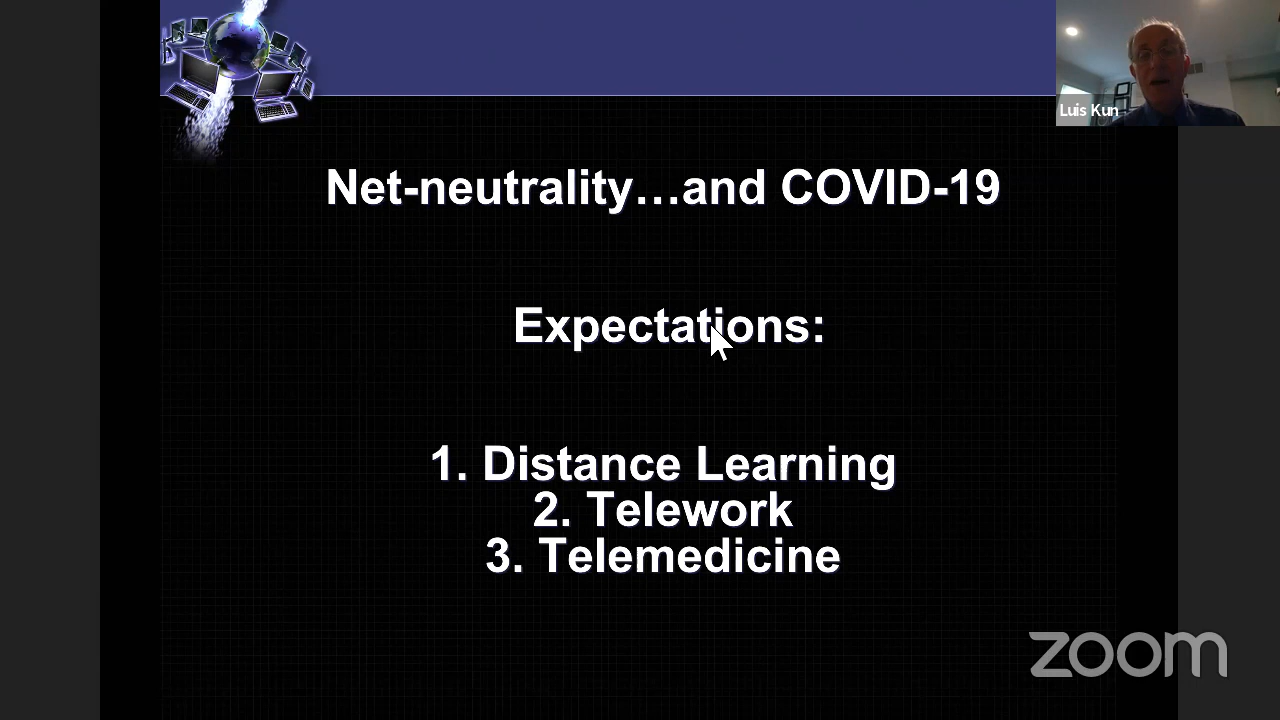 Luis Kun
Net-neutrality…and COVID-19
Expectations:
1. Distance Learning
2. Telework
3. Telemedicine
zoom